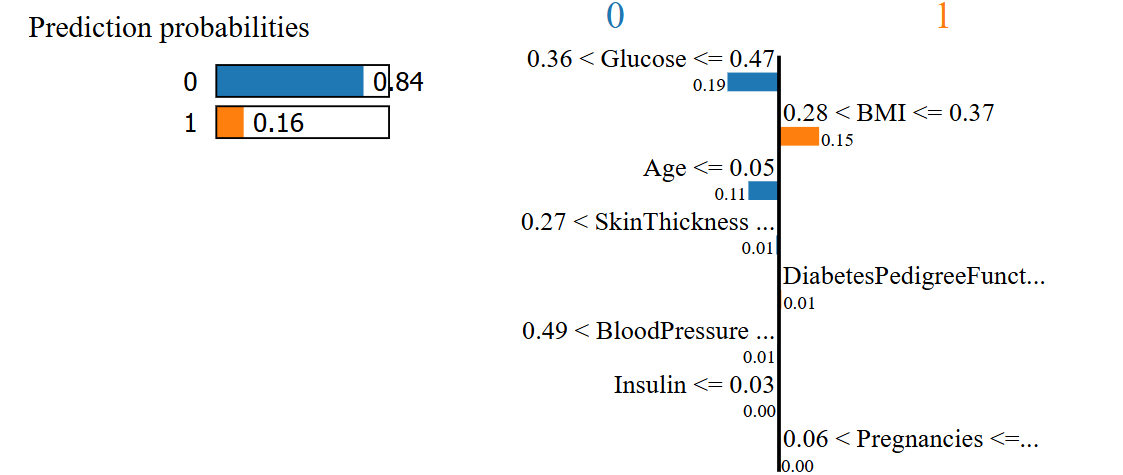 Prediction probabilities
0 0.84
1 0.16
0 1
0.36 < Glucose <= 0.47
0.19
0.28 < BMI <= 0.37
0.15
Age <= 0.05
0.11
0.27 < SkinThickness ...
0.01
DiabetesPedigreeFunct...
0.01
0.49 < BloodPressure ...
0.01
Insulin <= 0.03
0.00
0.06 < Pregnancies <=...
0.00